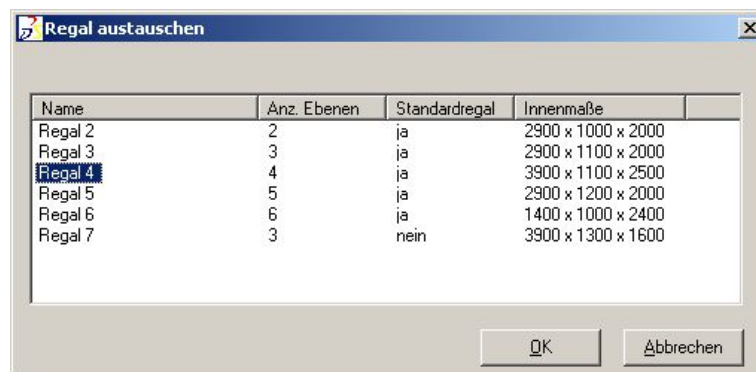 Regal austauschen
Name Anz. Ebenen Standardregal Innenmaße
Regal 2 2 ja 2900 x 1000 x 2000
Regal 3 3 ja 2900 x 1100 x 2000
Regal 4 4 ja 3900 x 1100 x 2500
Regal 5 5 ja 2900 x 1200 x 2000
Regal 6 6 ja 1400 x 1000 x 2400
Regal 7 3 nein 3900 x 1300 x 1600
OK Abbrechen